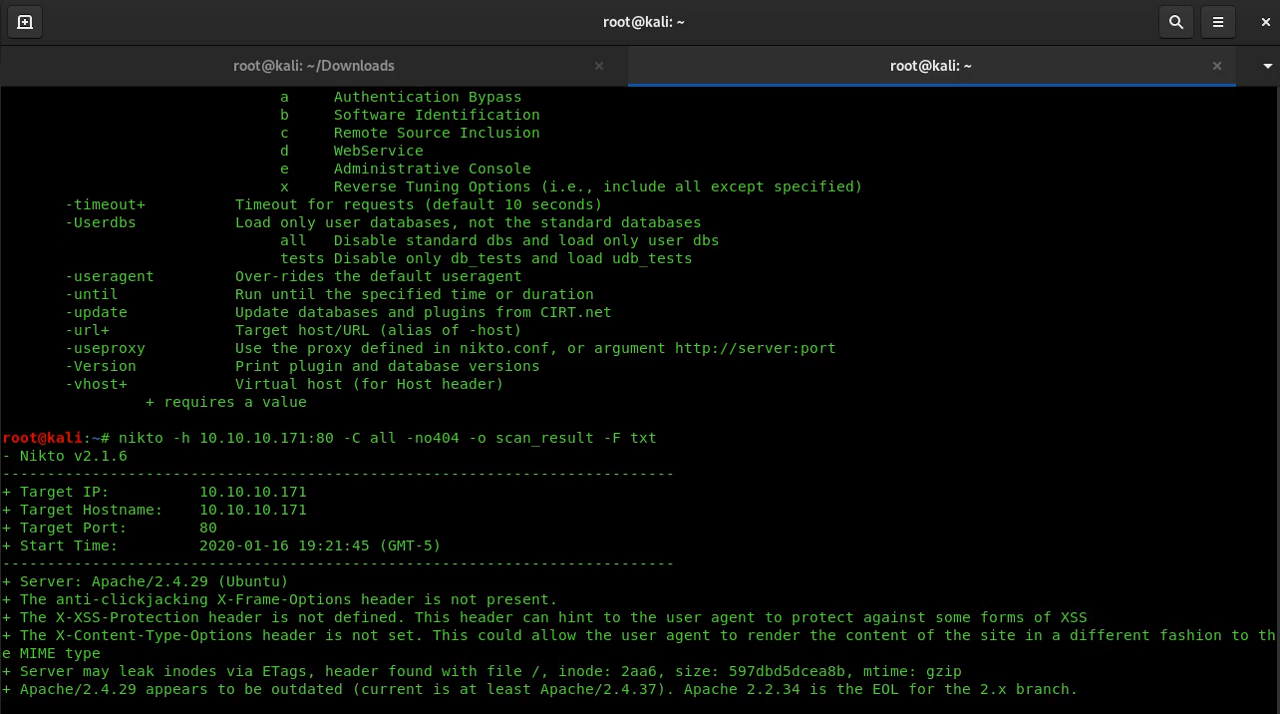 root@kali: ~
root@kali: ~/Downloads
root@kali: ~
a Authentication Bypass
b Software Identification
c Remote Source Inclusion
d WebService
e Administrative Console
x Reverse Tuning Options (i.e., include all except specified)
-timeout+ Timeout for requests (default 10 seconds)
-Userdbs Load only user databases, not the standard databases
all Disable standard dbs and load only user dbs
tests Disable only db_tests and load udb_tests
-useragent Over-rides the default useragent
-until Run until the specified time or duration
-update Update databases and plugins from CIRT.net
-url+ Target host/URL (alias of -host)
-useproxy Use the proxy defined in nikto.conf, or argument http://server:port
-Version Print plugin and database versions
-vhost+ Virtual host (for Host header)
+ requires a value
root@kali:~# nikto -h 10.10.10.171:80 -C all -no404 -o scan_result -F txt
- Nikto v2.1.6
---------------------------------------------------------------------------
+ Target IP: 10.10.10.171
+ Target Hostname: 10.10.10.171
+ Target Port: 80
+ Start Time: 2020-01-16 19:21:45 (GMT-5)
---------------------------------------------------------------------------
+ Server: Apache/2.4.29 (Ubuntu)
+ The anti-clickjacking X-Frame-Options header is not present.
+ The X-XSS-Protection header is not defined. This header can hint to the user agent to protect against some forms of XSS
+ The X-Content-Type-Options header is not set. This could allow the user agent to render the content of the site in a different fashion to th
e MIME type
+ Server may leak inodes via ETags, header found with file /, inode: 2aa6, size: 597dbd5dcea8b, mtime: gzip
+ Apache/2.4.29 appears to be outdated (current is at least Apache/2.4.37). Apache 2.2.34 is the EOL for the 2.x branch.